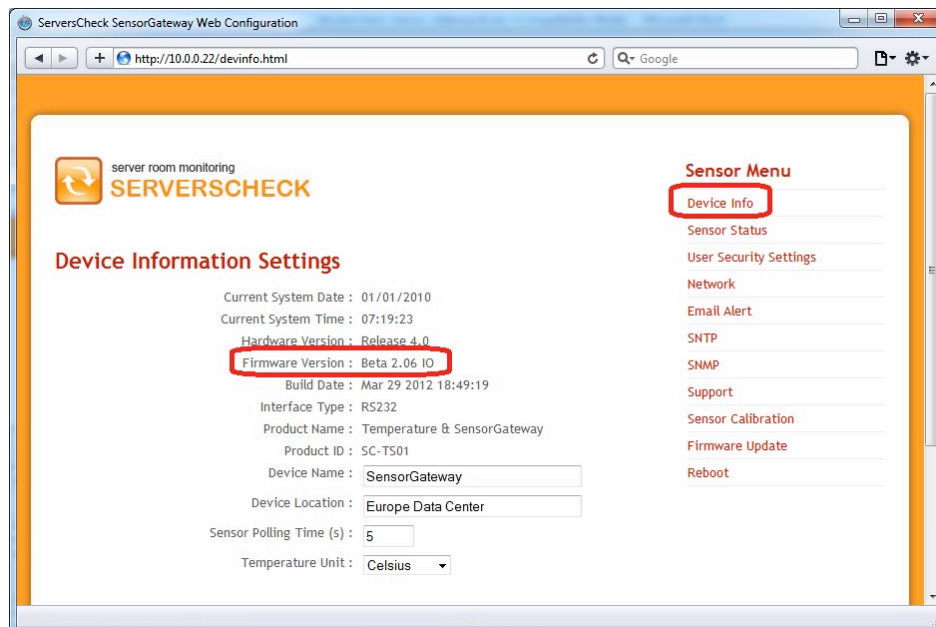 ServersCheck SensorGateway Web Configuration
http://10.0.0.22/devinfo.html
Google
server room monitoring
SERVERSCHECK
Device Information Settings
Current System Date : 01/01/2010
Current System Time : 07:19:23
Hardware Version : Release 4.0
Firmware Version : Beta 2.06 IO
Build Date : Mar 29 2012 18:49:19
Interface Type : RS232
Product Name : Temperature & SensorGateway
Product ID : SC-TS01
Device Name : SensorGateway
Device Location : Europe Data Center
Sensor Polling Time (s) : 5
Temperature Unit : Celsius
Sensor Menu
Device Info
Sensor Status
User Security Settings
Network
Email Alert
SNTP
SNMP
Support
Sensor Calibration
Firmware Update
Reboot